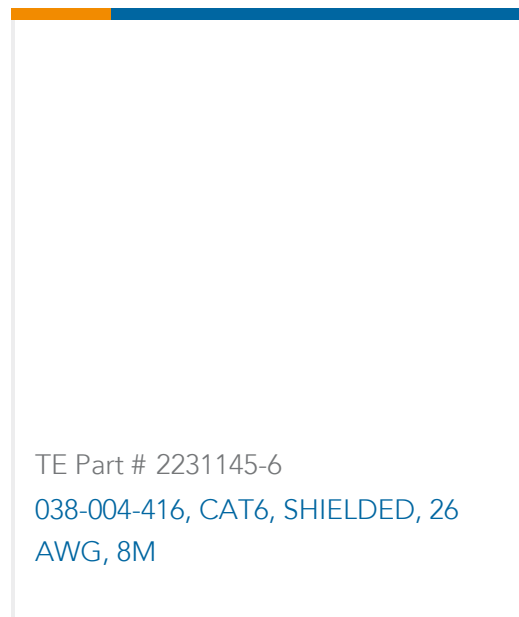 TE Part # 2231145-6
038-004-416, CAT6, SHIELDED, 26
AWG, 8M